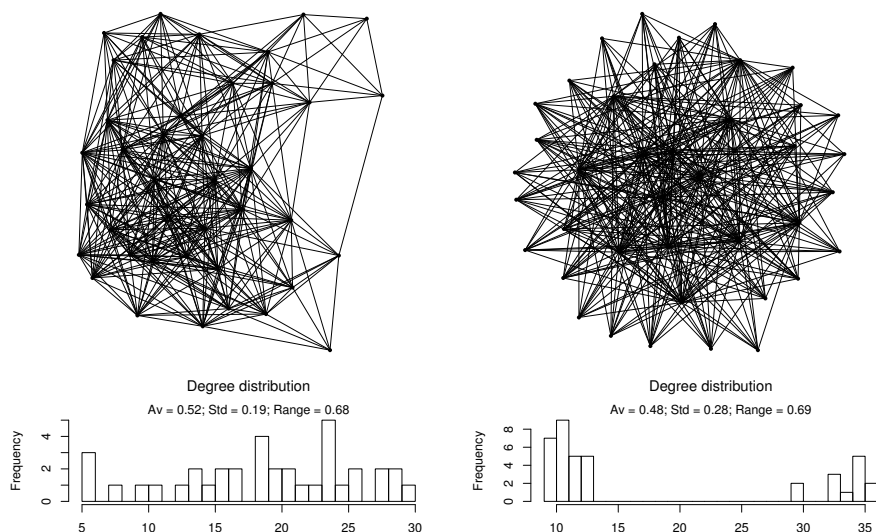 Degree distribution
Av = 0.52; Std = 0.19; Range = 0.68
Frequency
0 2 4
5 10 15 20 25 30
Degree distribution
Av = 0.48; Std = 0.28; Range = 0.69
Frequency
0 2 4 6 8
10 15 20 25 30 35